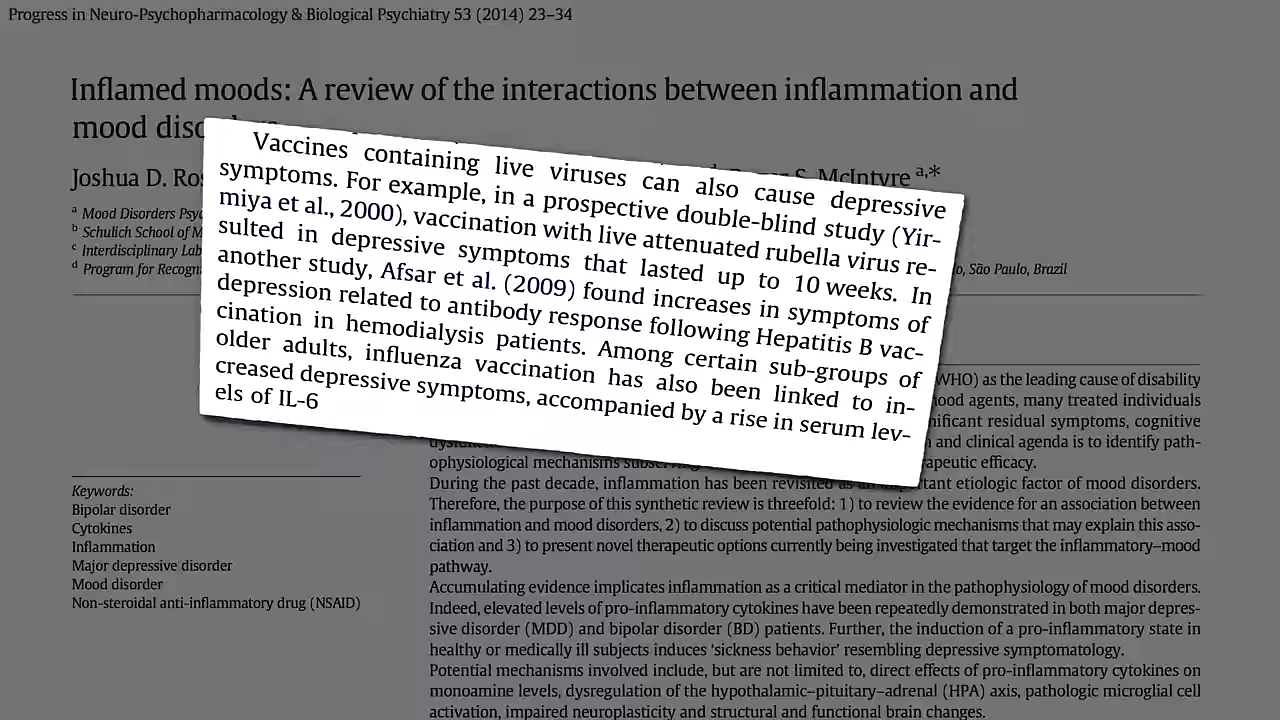 Progress in Neuro-Psychopharmacology & Biological Psychiatry 53 (2014) 23–34
Inflamed moods: A review of the interactions between inflammation and
mood
Joshua D. S. McIntyre a,*
a Mood Disorders
b Schulich School of
c Interdisciplinary
d Program for São Paulo, Brazil
Vaccines containing live viruses can also cause depressive
symptoms. For example, in a prospective double-blind study (Yir-
miya et al., 2000), vaccination with live attenuated rubella virus re-
sulted in depressive symptoms that lasted up to 10 weeks. In
another study, Afsar et al. (2009) found increases in symptoms of
depression related to antibody response following Hepatitis B vac-
cination in hemodialysis patients. Among certain sub-groups of
older adults, influenza vaccination has also been linked to in-
creased depressive symptoms, accompanied by a rise in serum lev-
els of IL-6
WHO) as the leading cause of disability
agents, many treated individuals
significant residual symptoms, cognitive
and clinical agenda is to identify path-
ophysiological mechanisms efficacy.
During the past decade, inflammation has been revisited as an important etiologic factor of mood disorders.
Therefore, the purpose of this synthetic review is threefold: 1) to review the evidence for an association between
inflammation and mood disorders, 2) to discuss potential pathophysiologic mechanisms that may explain this asso-
ciation and 3) to present novel therapeutic options currently being investigated that target the inflammatory–mood
pathway.
Accumulating evidence implicates inflammation as a critical mediator in the pathophysiology of mood disorders.
Indeed, elevated levels of pro-inflammatory cytokines have been repeatedly demonstrated in both major depres-
sive disorder (MDD) and bipolar disorder (BD) patients. Further, the induction of a pro-inflammatory state in
healthy or medically ill subjects induces ‘sickness behavior’ resembling depressive symptomatology.
Potential mechanisms involved include, but are not limited to, direct effects of pro-inflammatory cytokines on
monoamine levels, dysregulation of the hypothalamic–pituitary–adrenal (HPA) axis, pathologic microglial cell
activation, impaired neuroplasticity and structural and functional brain changes.
Keywords:
Bipolar disorder
Cytokines
Inflammation
Major depressive disorder
Mood disorder
Non-steroidal anti-inflammatory drug (NSAID)